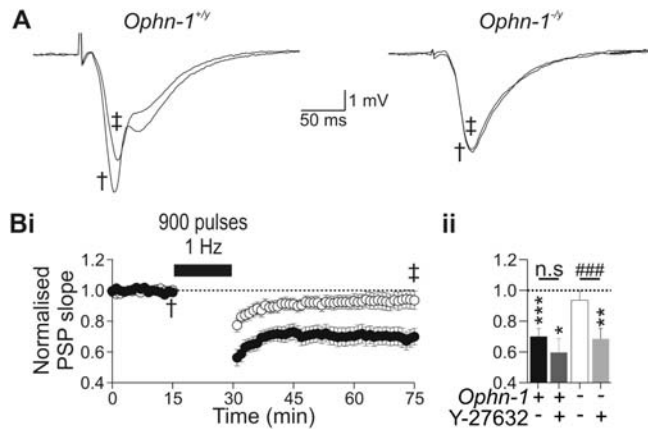 A
Ophn-1+/y
Ophn-1-/y
‡
†
1 mV
50 ms
‡
†
Bi
900 pulses
1 Hz
‡
ii
Normalised
PSP slope
1.2
1.0
0.8
0.6
0.4
†
0 15 30 45 60 75
Time (min)
1.2
1.0
0.8
0.6
0.4
n.s ###
*** * **
Ophn-1 + + - -
Y-27632 - + - +